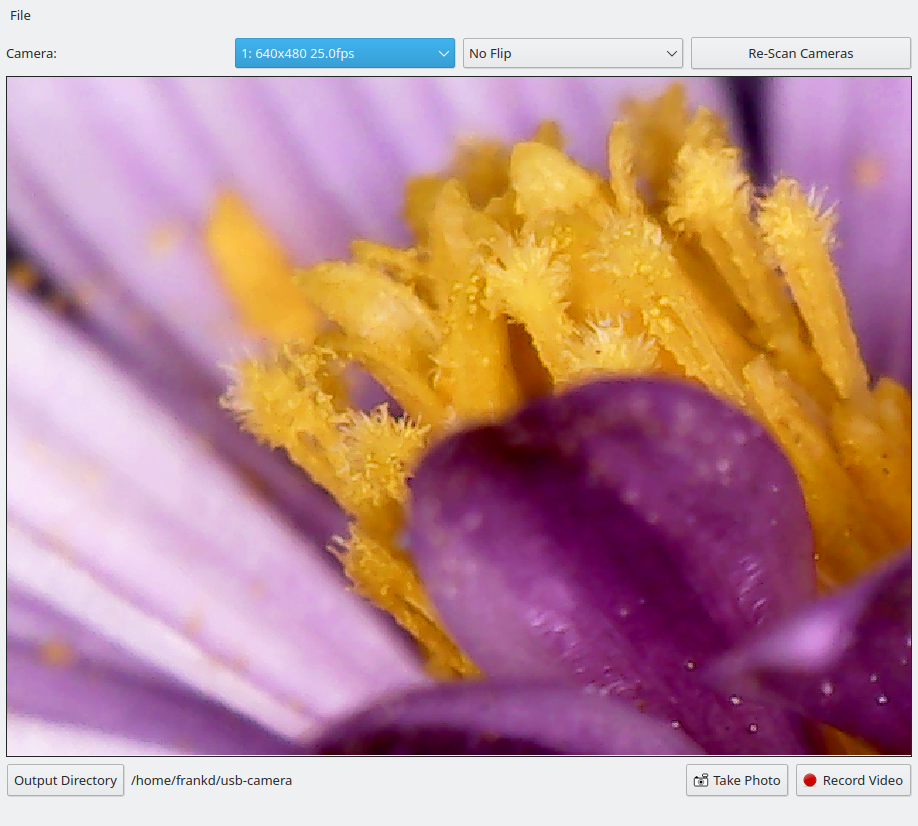 File
Camera:
1: 640x480 25.0fps
No Flip
Re-Scan Cameras
Output Directory
/home/frankd/usb-camera
Take Photo
Record Video